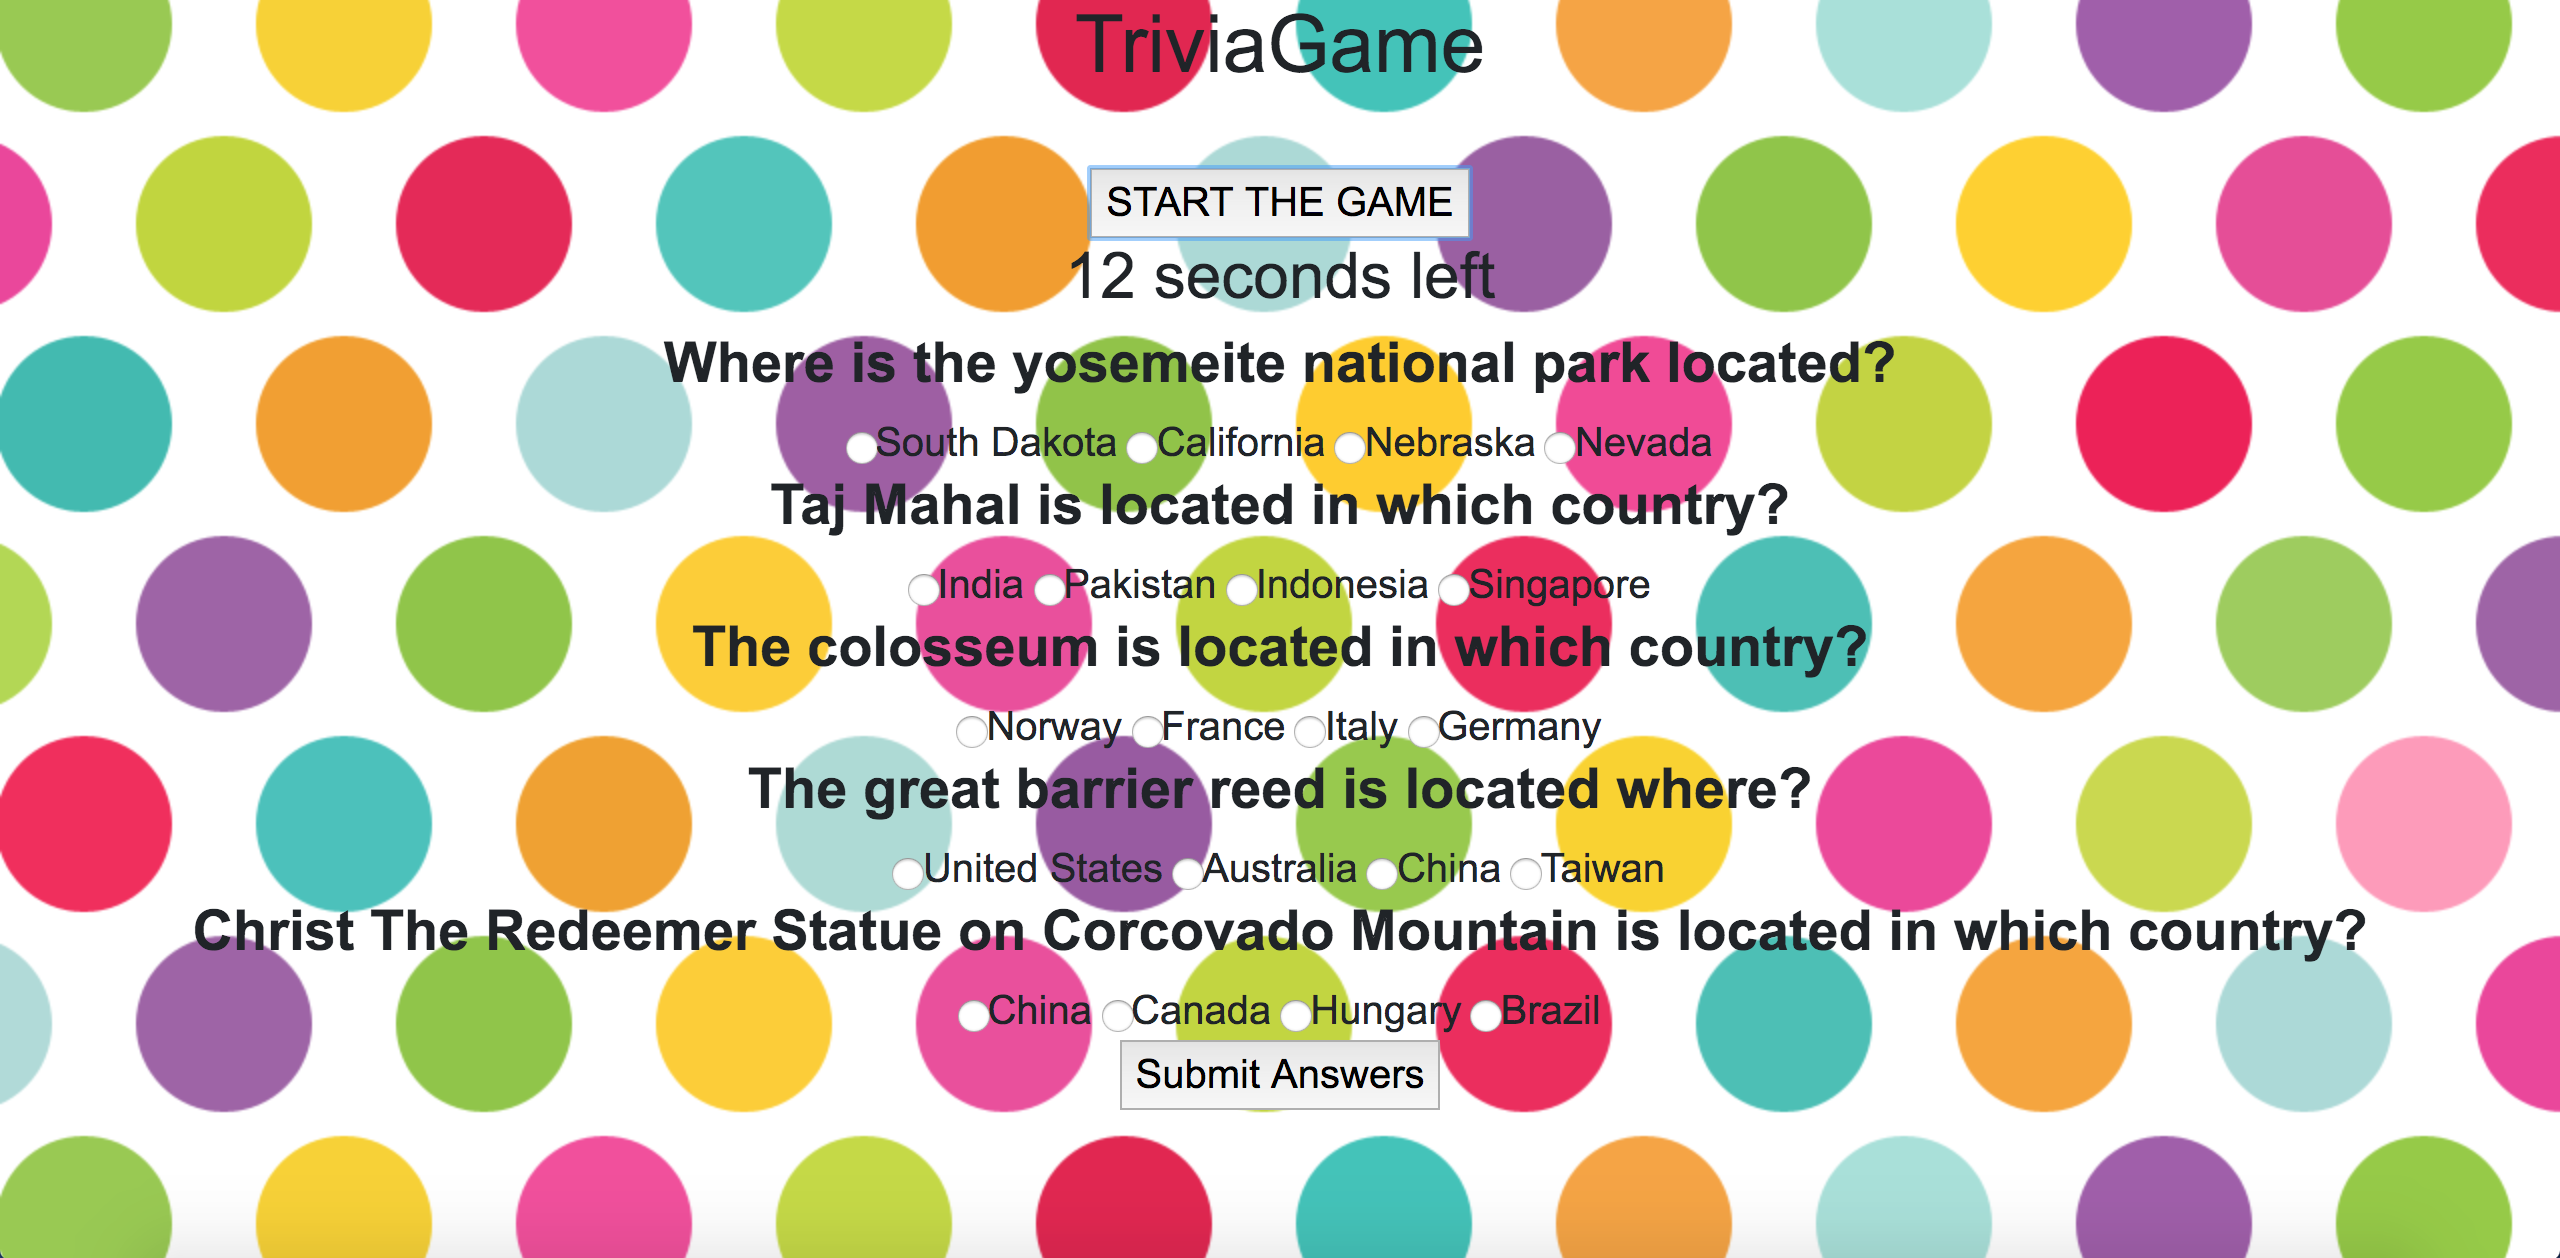 TriviaGame
START THE GAME
12 seconds left
Where is the yosemeite national park located?
South Dakota California Nebraska Nevada
Taj Mahal is located in which country?
India Pakistan Indonesia Singapore
The colosseum is located in which country?
Norway France Italy Germany
The great barrier reed is located where?
United States Australia China Taiwan
Christ The Redeemer Statue on Corcovado Mountain is located in which country?
China Canada Hungary Brazil
Submit Answers